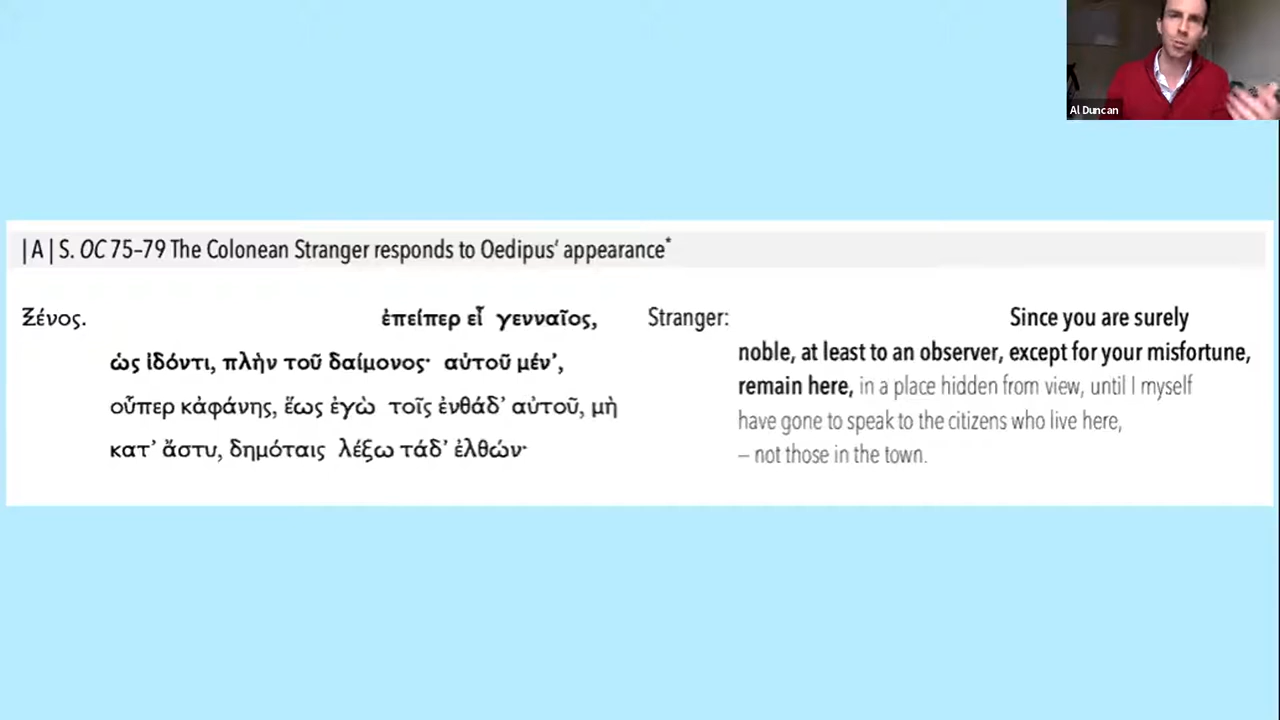 Al Duncan
| A | S. OC 75–79 The Colonean Stranger responds to Oedipus' appearance*
Ξένος. ἐπείπερ εἶ γενναῖος,
ὡς ἰδόντι, πλὴν τοῦ δαίμονος· αὐτοῦ μέν',
οὗπερ κἀφάνης, ἕως ἐγὼ τοῖς ἐνθάδ' αὐτοῦ, μὴ
κατ' ἄστυ, δημόταις λέξω τάδ' ἐλθών·
Stranger: Since you are surely
noble, at least to an observer, except for your misfortune,
remain here, in a place hidden from view, until I myself
have gone to speak to the citizens who live here,
– not those in the town.